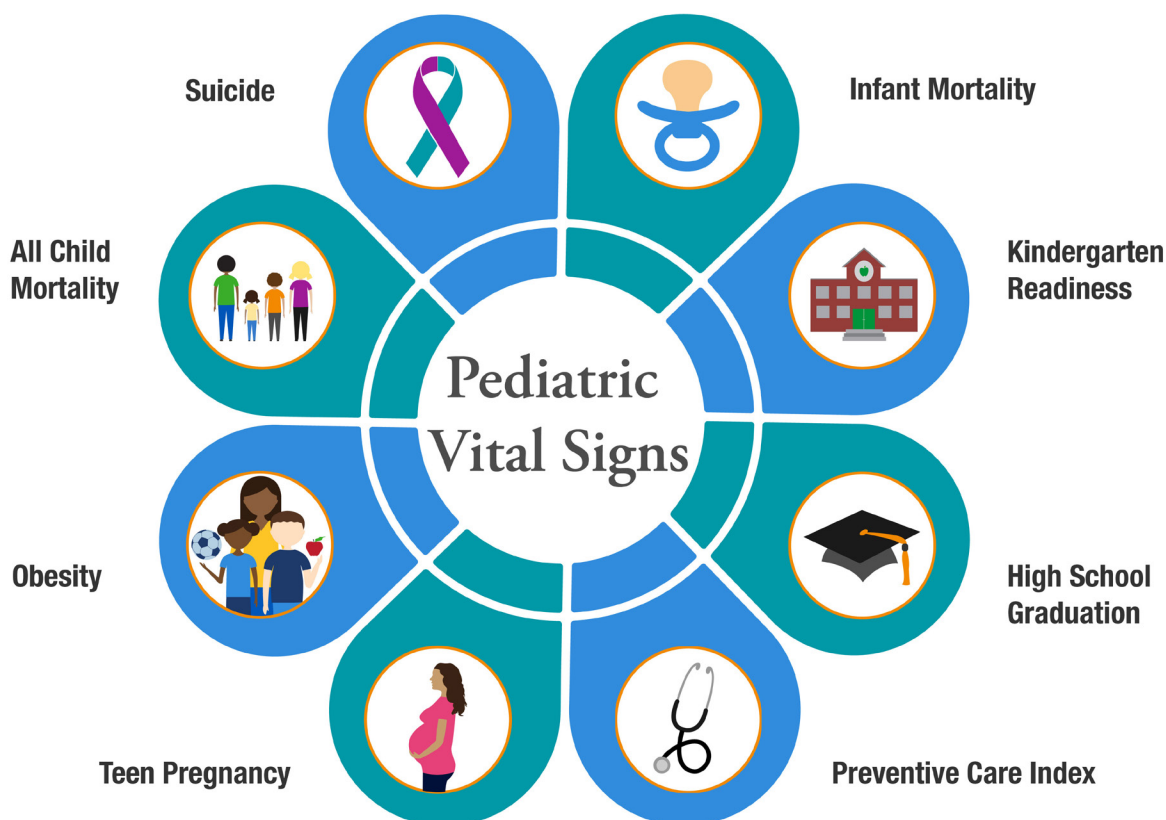 Pediatric
Vital Signs
Infant Mortality
Kindergarten
Readiness
High School
Graduation
Preventive Care Index
Teen Pregnancy
Obesity
All Child
Mortality
Suicide